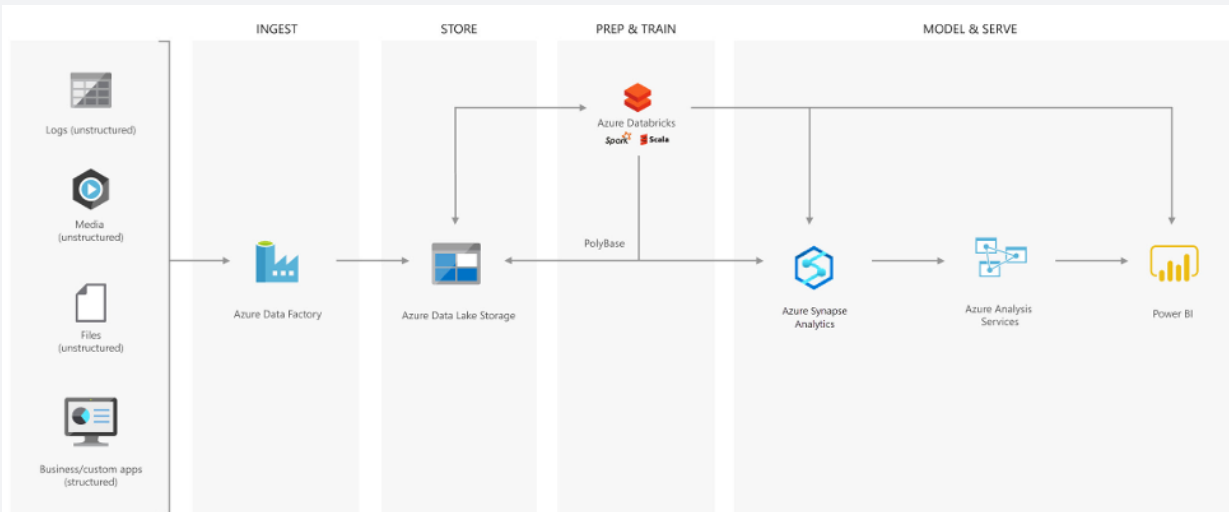 INGEST
STORE
PREP & TRAIN
MODEL & SERVE
Logs (unstructured)
Media
(unstructured)
Files
(unstructured)
Business/custom apps
(structured)
Azure Data Factory
Azure Data Lake Storage
Azure Databricks
Spark
Scala
PolyBase
Azure Synapse
Analytics
Azure Analysis
Services
Power BI